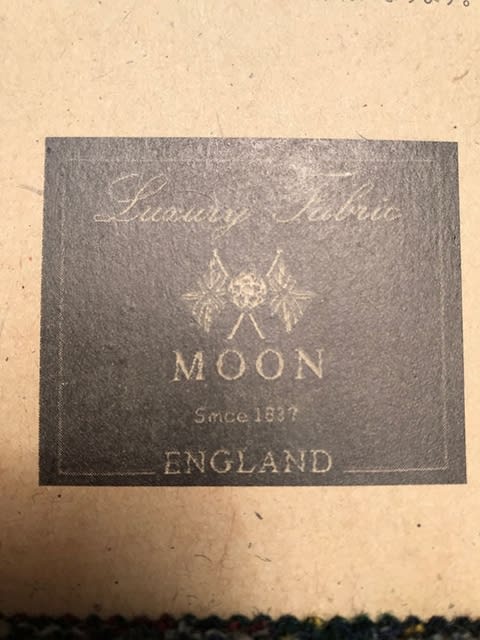 Luxury Fabric
MOON
Since 1837
ENGLAND